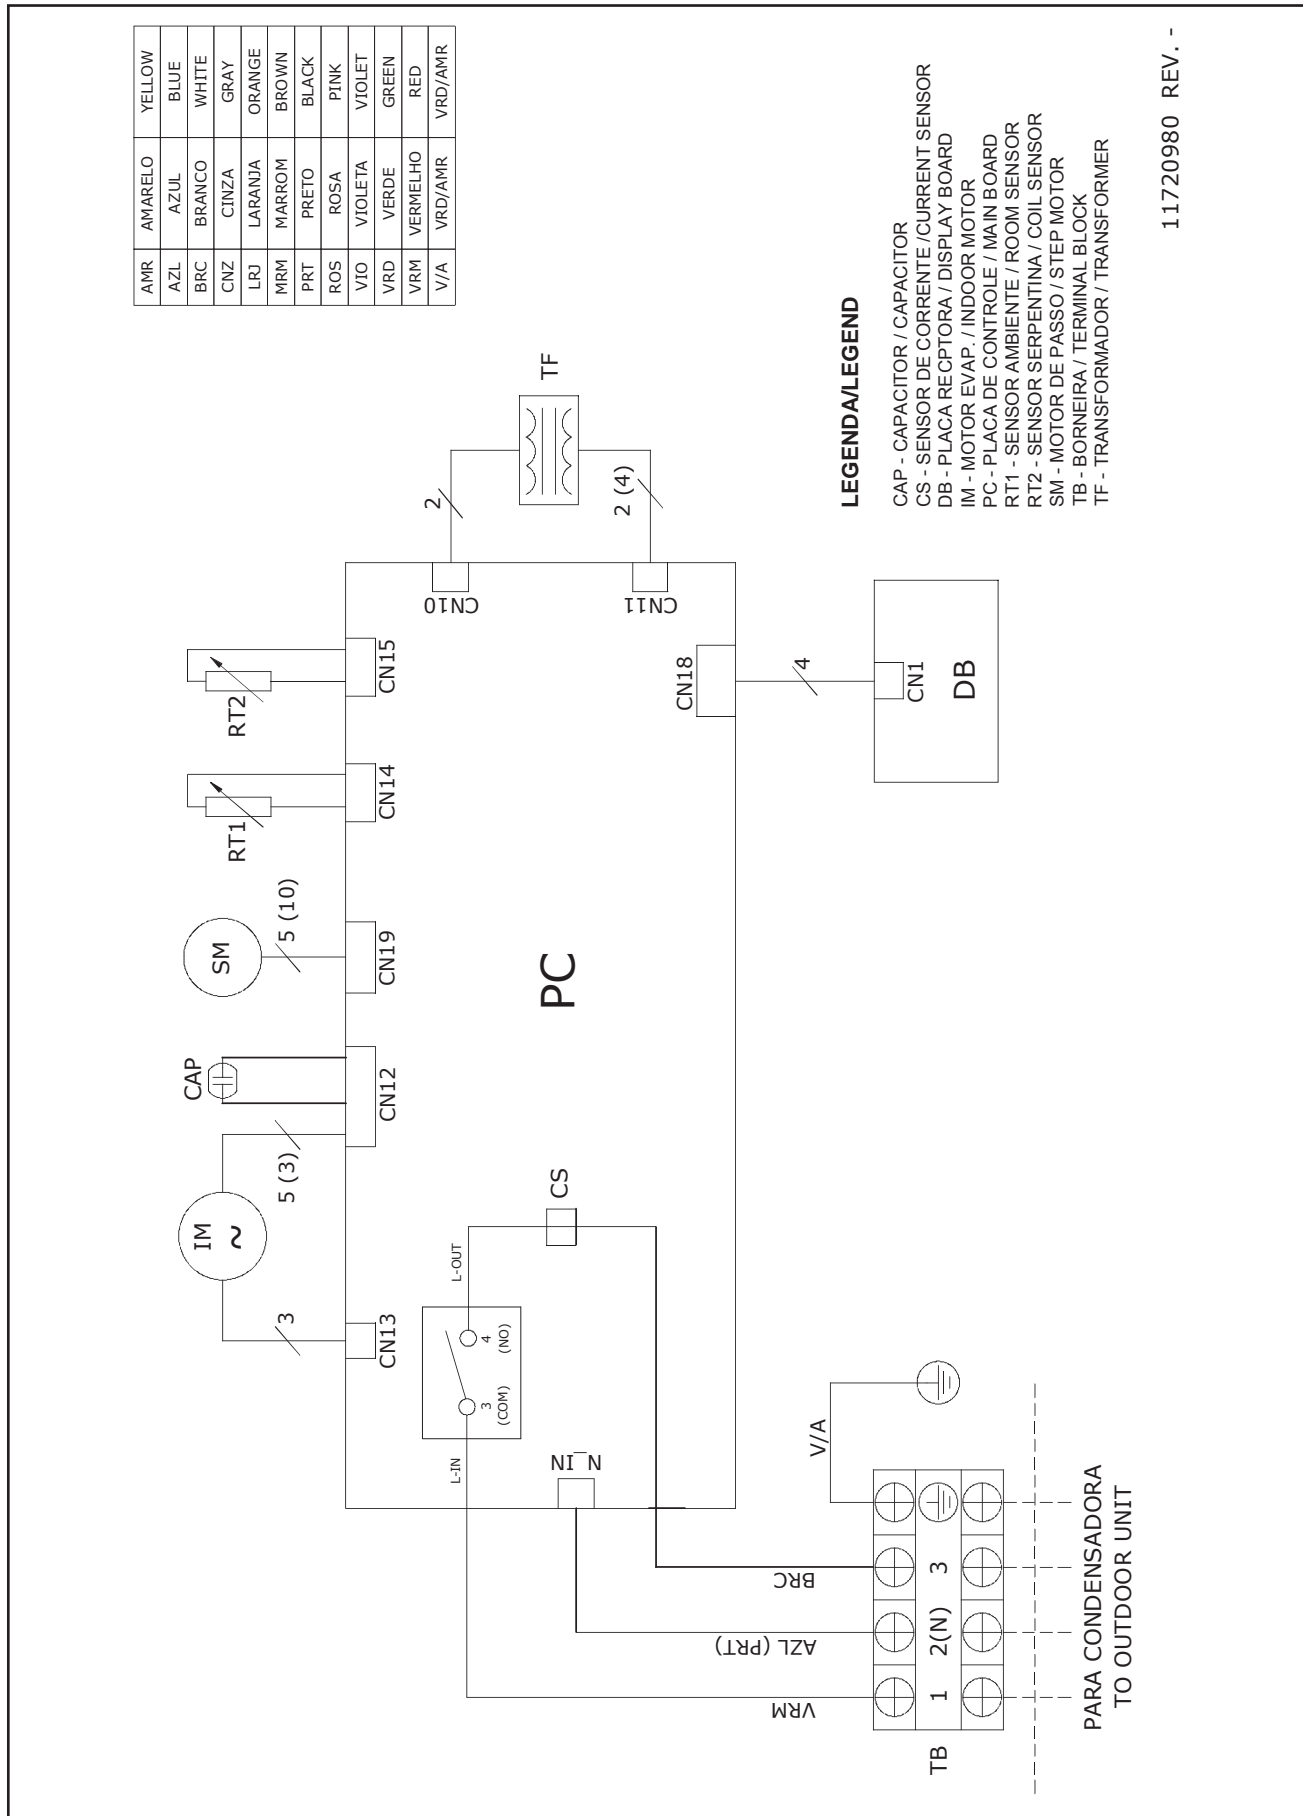 AMR AMARELO YELLOW
AZL AZUL BLUE
BRC BRANCO WHITE
CNZ CINZA GRAY
LRJ LARANJA ORANGE
MRM MARROM BROWN
PRT PRETO BLACK
ROS ROSA PINK
VIO VIOLETA VIOLET
VRD VERDE GREEN
VRM VERMELHO RED
V/A VRD/AMR VRD/AMR
IM
~
CAP
SM
RT1
RT2
3
5 (3)
5 (10)
CN13
CN12
CN19
CN14
CN15
CN10
CN11
2
2 (4)
TF
L-IN
L-OUT
3
(COM)
4
(NO)
CS
N_IN
PC
CN18
4
CN1
DB
VRM
AZL (PRT)
BRC
V/A
TB
1
2(N)
3
PARA CONDENSADORA
TO OUTDOOR UNIT
LEGENDA/LEGEND
CAP - CAPACITOR / CAPACITOR
CS - SENSOR DE CORRENTE /CURRENT SENSOR
DB - PLACA RECPTORA / DISPLAY BOARD
IM - MOTOR EVAP. / INDOOR MOTOR
PC - PLACA DE CONTROLE / MAIN BOARD
RT1 - SENSOR AMBIENTE / ROOM SENSOR
RT2 - SENSOR SERPENTINA / COIL SENSOR
SM - MOTOR DE PASSO / STEP MOTOR
TB - BORNEIRA / TERMINAL BLOCK
TF - TRANSFORMADOR / TRANSFORMER
11720980 REV. -